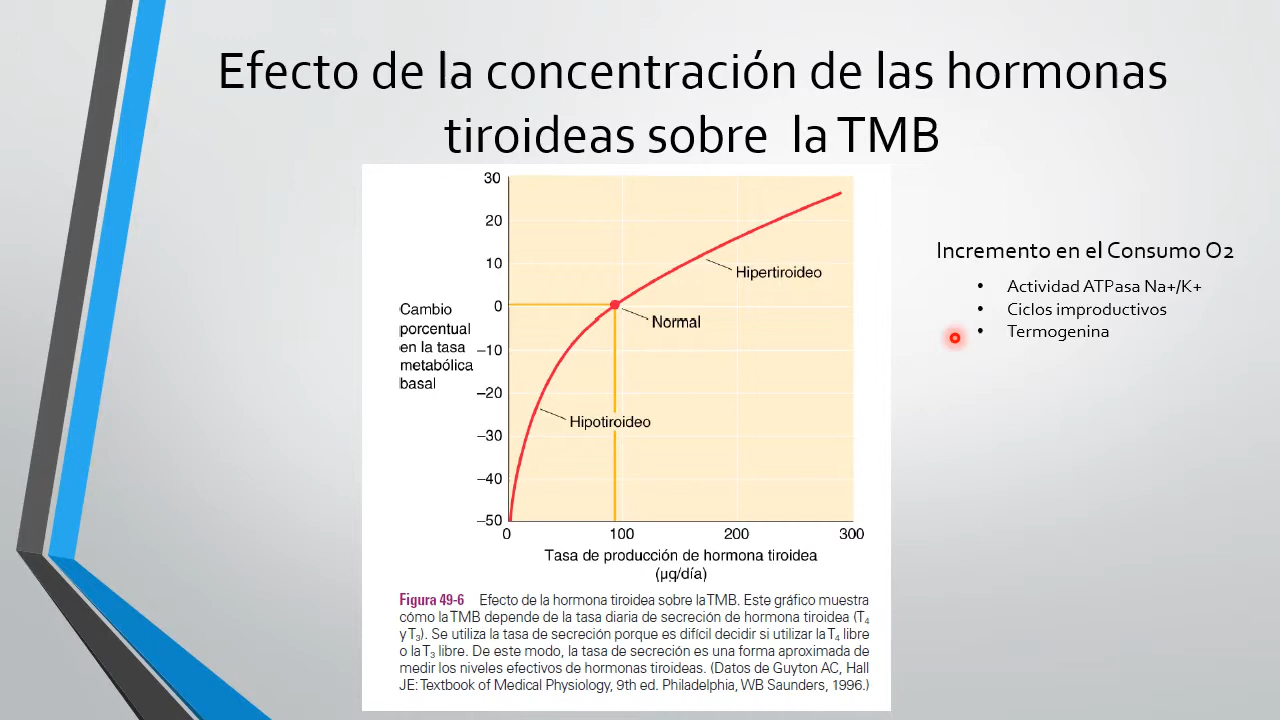 Efecto de la concentración de las hormonas
tiroideas sobre la TMB
30
20
10
0
–10
–20
–30
–40
–50
Cambio
porcentual
en la tasa
metabólica
basal
Hipertiroideo
Normal
Hipotiroideo
0
100
200
300
Tasa de producción de hormona tiroidea
(µg/día)
Figura 49-6 Efecto de la hormona tiroidea sobre la TMB. Este gráfico muestra
cómo la TMB depende de la tasa diaria de secreción de hormona tiroidea (T4
y T3). Se utiliza la tasa de secreción porque es difícil decidir si utilizar la T4 libre
o la T3 libre. De este modo, la tasa de secreción es una forma aproximada de
medir los niveles efectivos de hormonas tiroideas. (Datos de Guyton AC, Hall
JE: Textbook of Medical Physiology, 9th ed. Philadelphia, WB Saunders, 1996.)
Incremento en el Consumo O2
• Actividad ATPasa Na+/K+
• Ciclos improductivos
• Termogenina